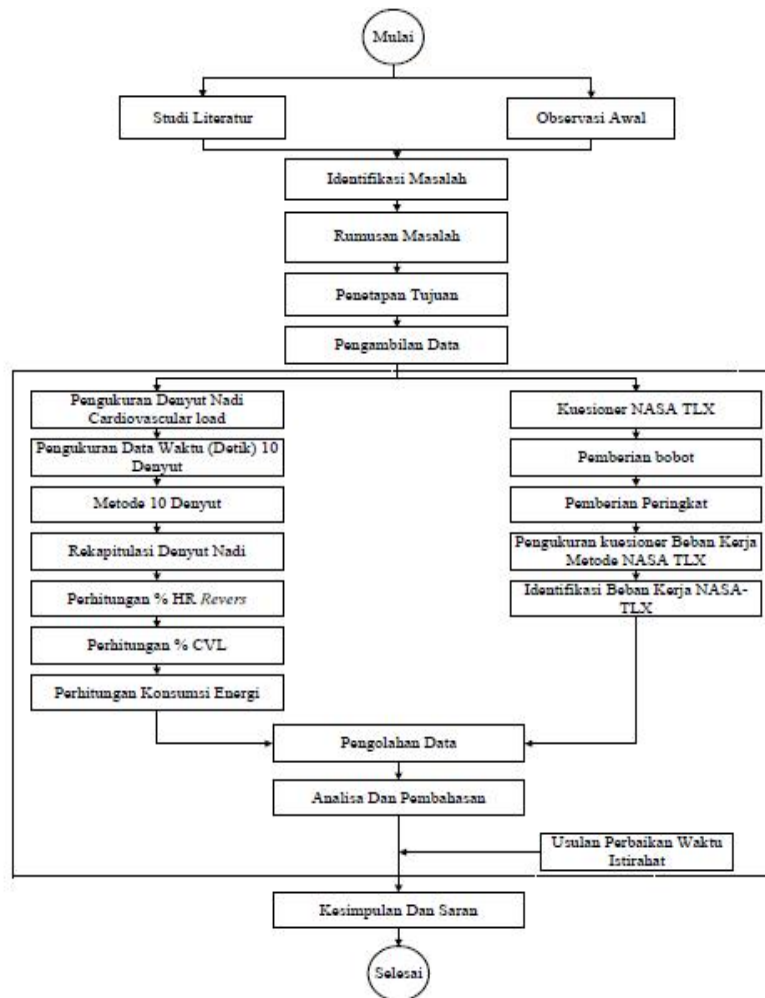 Mulai
Studi Literatur
Observasi Awal
Identifikasi Masalah
Rumusan Masalah
Penetapan Tujuan
Pengambilan Data
Pengukuran Denyut Nadi
Cardiovascular load
Pengukuran Data Waktu (Detik) 10
Denyut
Metode 10 Denyut
Rekapitulasi Denyut Nadi
Perhitungan % HR Revers
Perhitungan % CVL
Perhitungan Konsumsi Energi
Kuesioner NASA TLX
Pemberian bobot
Pemberian Peringkat
Pengukuran kuesioner Beban Kerja
Metode NASA TLX
Identifikasi Beban Kerja NASA-
TLX
Pengolahan Data
Analisa Dan Pembahasan
Usulan Perbaikan Waktu
Istirahat
Kesimpulan Dan Saran
Selesai